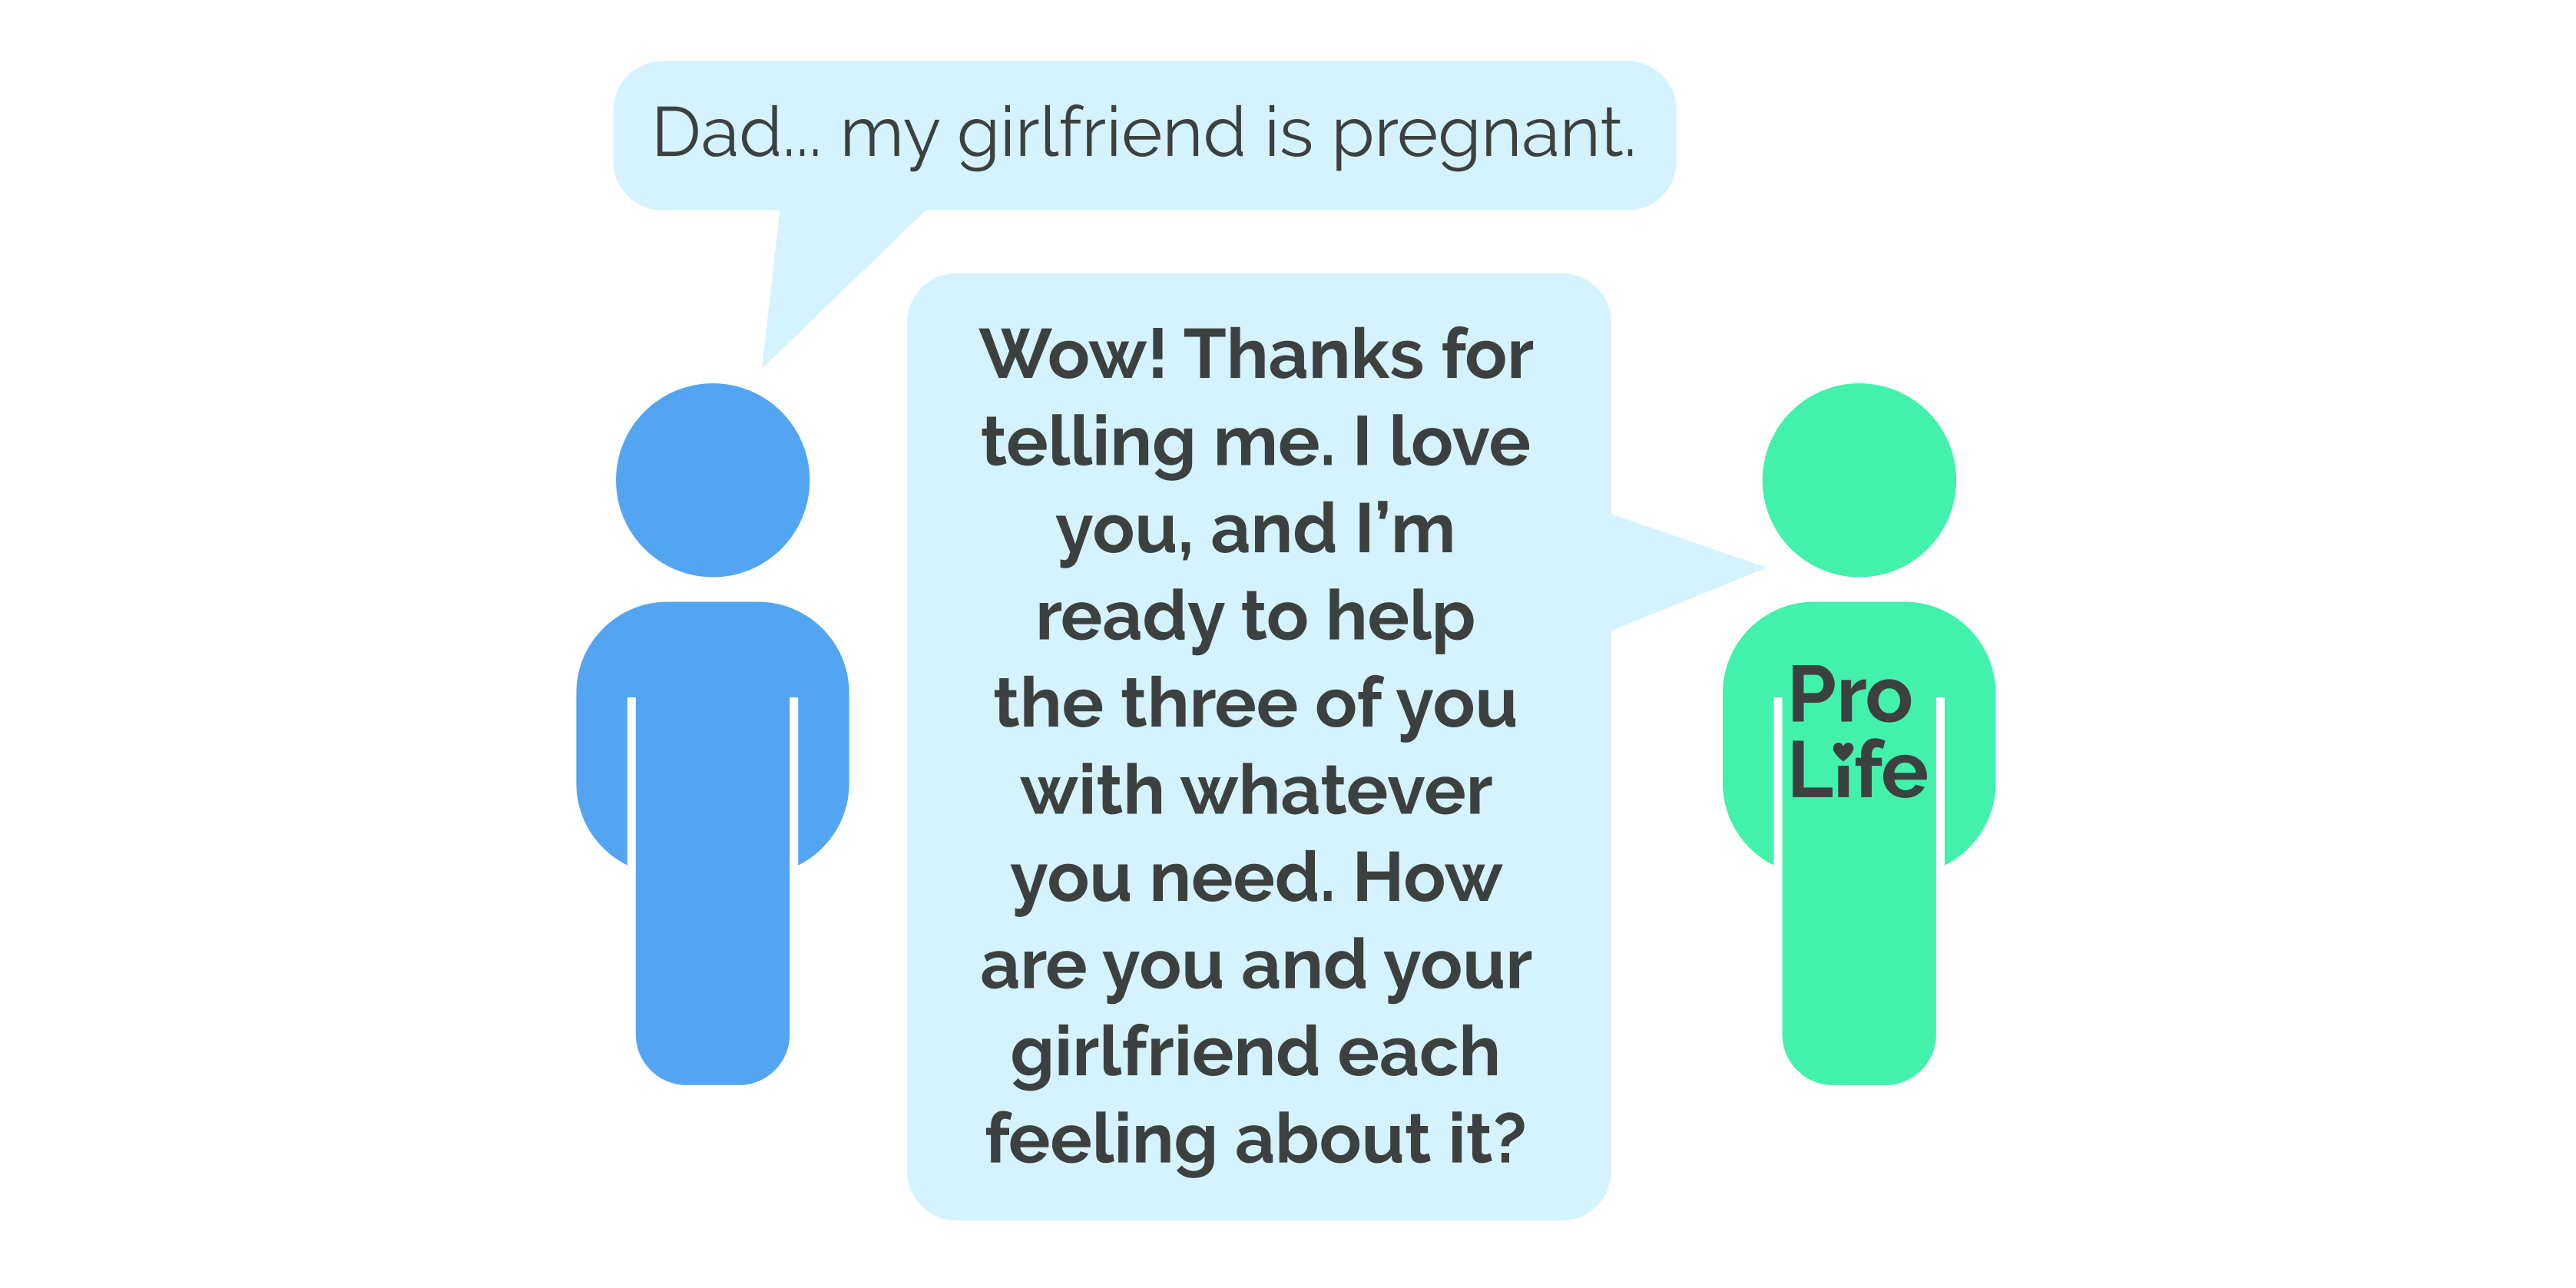 Dad... my girlfriend is pregnant.
Wow! Thanks for
telling me. I love
you, and I’m
ready to help
the three of you
with whatever
you need. How
are you and your
girlfriend each
feeling about it?
Pro
Life